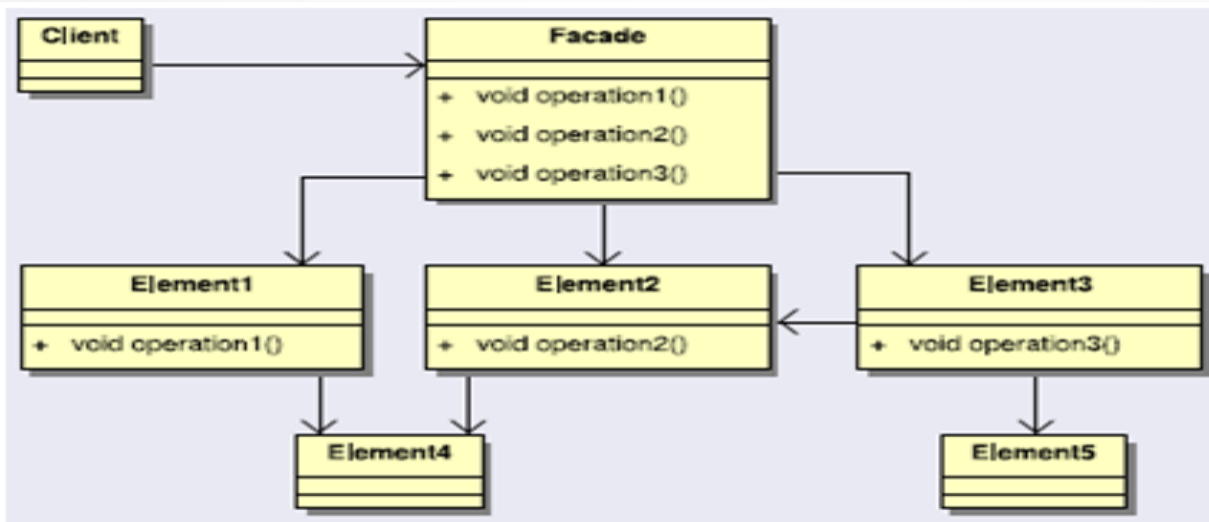 Client
Facade
+ void operation1()
+ void operation2()
+ void operation3()
Element1
+ void operation1()
Element2
+ void operation2()
Element3
+ void operation3()
Element4
Element5